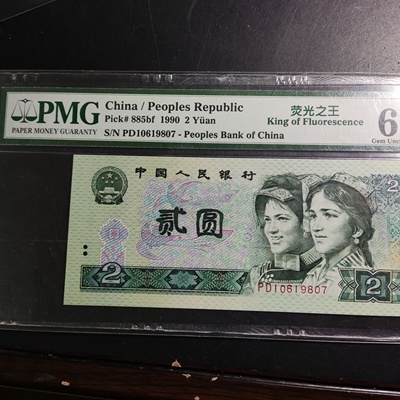 PMG
PAPER MONEY GUARANTY
China / Peoples Republic
Pick# 885bf 1990 2 Yüan
S/N PD10619807 - Peoples Bank of China
荧光之王
King of Fluorescence
6
Gem Unc
中国人民银行
贰圆
2
PD10619807
2
2